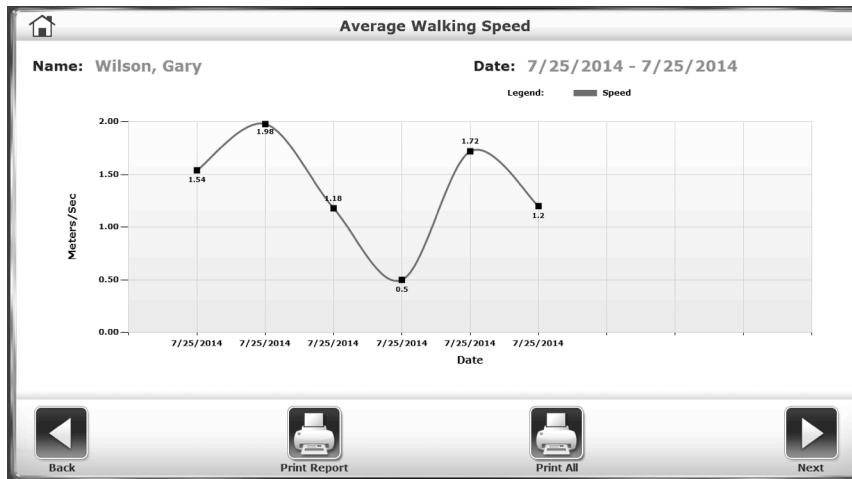 Average Walking Speed
Name: Wilson, Gary
Date: 7/25/2014 - 7/25/2014
Legend: Speed
2.00
1.50
1.00
0.50
0.00
Meters/Sec
1.54
1.98
1.18
0.5
1.72
1.2
7/25/2014 7/25/2014 7/25/2014 7/25/2014 7/25/2014 7/25/2014
Date
Back Print Report Print All Next